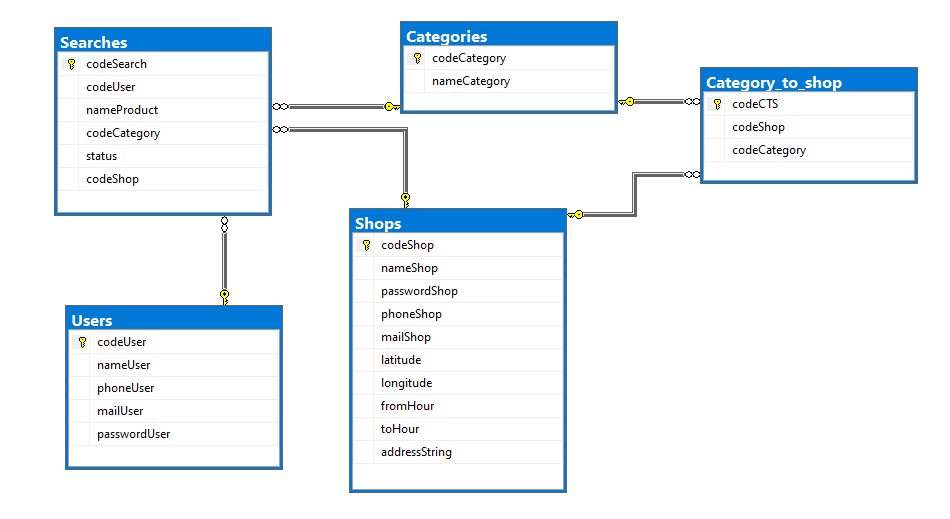 Searches
codeSearch
codeUser
nameProduct
codeCategory
status
codeShop
Categories
codeCategory
nameCategory
Category_to_shop
codeCTS
codeShop
codeCategory
Shops
codeShop
nameShop
passwordShop
phoneShop
mailShop
latitude
longitude
fromHour
toHour
addressString
Users
codeUser
nameUser
phoneUser
mailUser
passwordUser